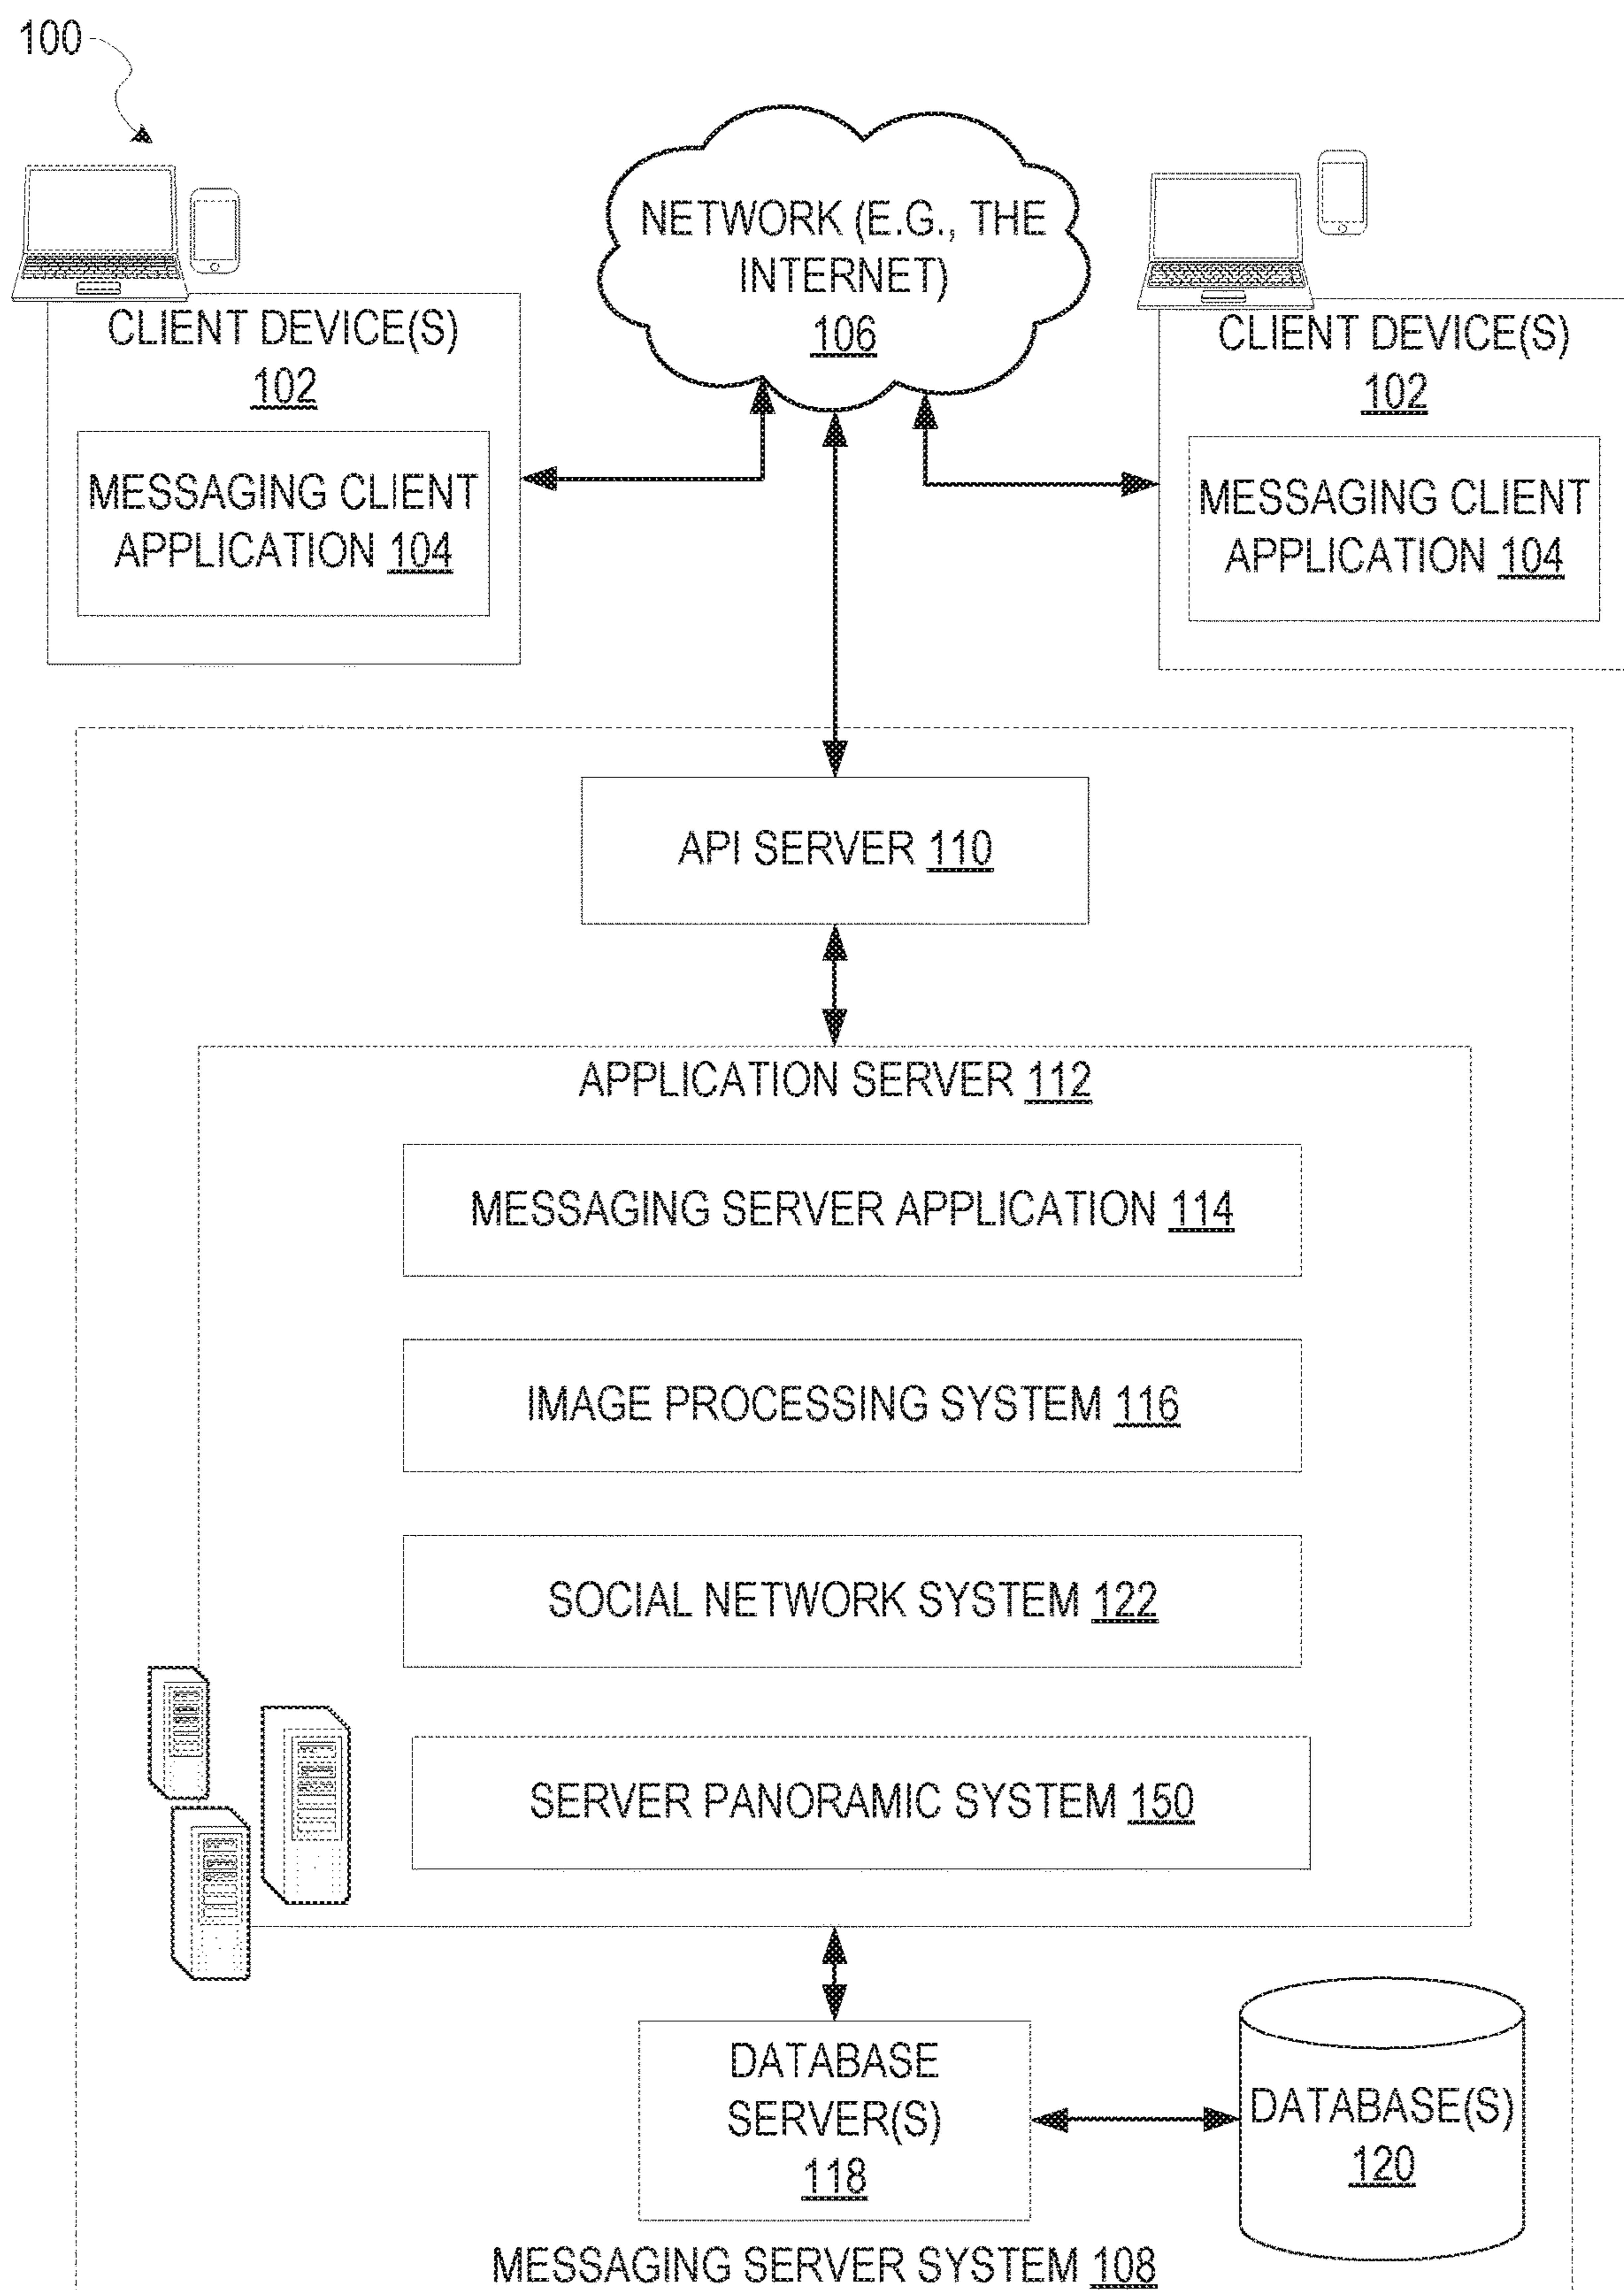 100
NETWORK (E.G., THE
INTERNET)
106
CLIENT DEVICE(S)
102
MESSAGING CLIENT
APPLICATION 104
CLIENT DEVICE(S)
102
MESSAGING CLIENT
APPLICATION 104
API SERVER 110
APPLICATION SERVER 112
MESSAGING SERVER APPLICATION 114
IMAGE PROCESSING SYSTEM 116
SOCIAL NETWORK SYSTEM 122
SERVER PANORAMIC SYSTEM 150
DATABASE
SERVER(S)
118
DATABASE(S)
120
MESSAGING SERVER SYSTEM 108